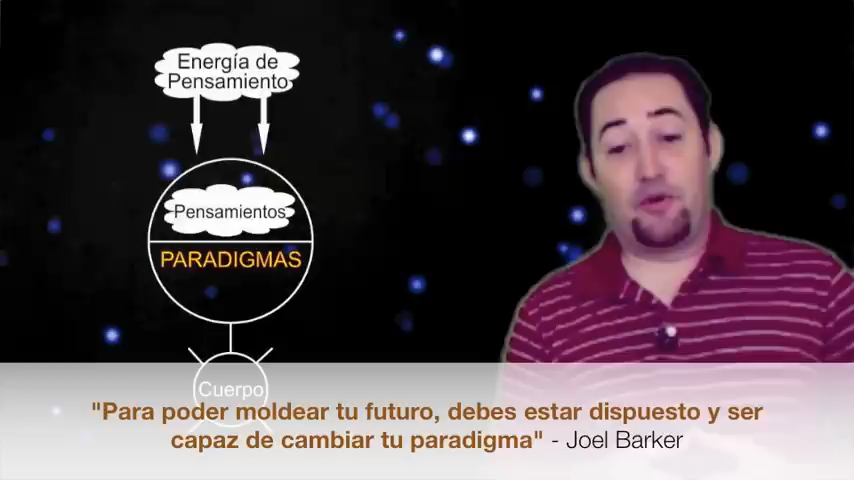 Energía de
Pensamiento
Pensamientos
PARADIGMAS
Cuerpo
"Para poder moldear tu futuro, debes estar dispuesto y ser
capaz de cambiar tu paradigma" - Joel Barker